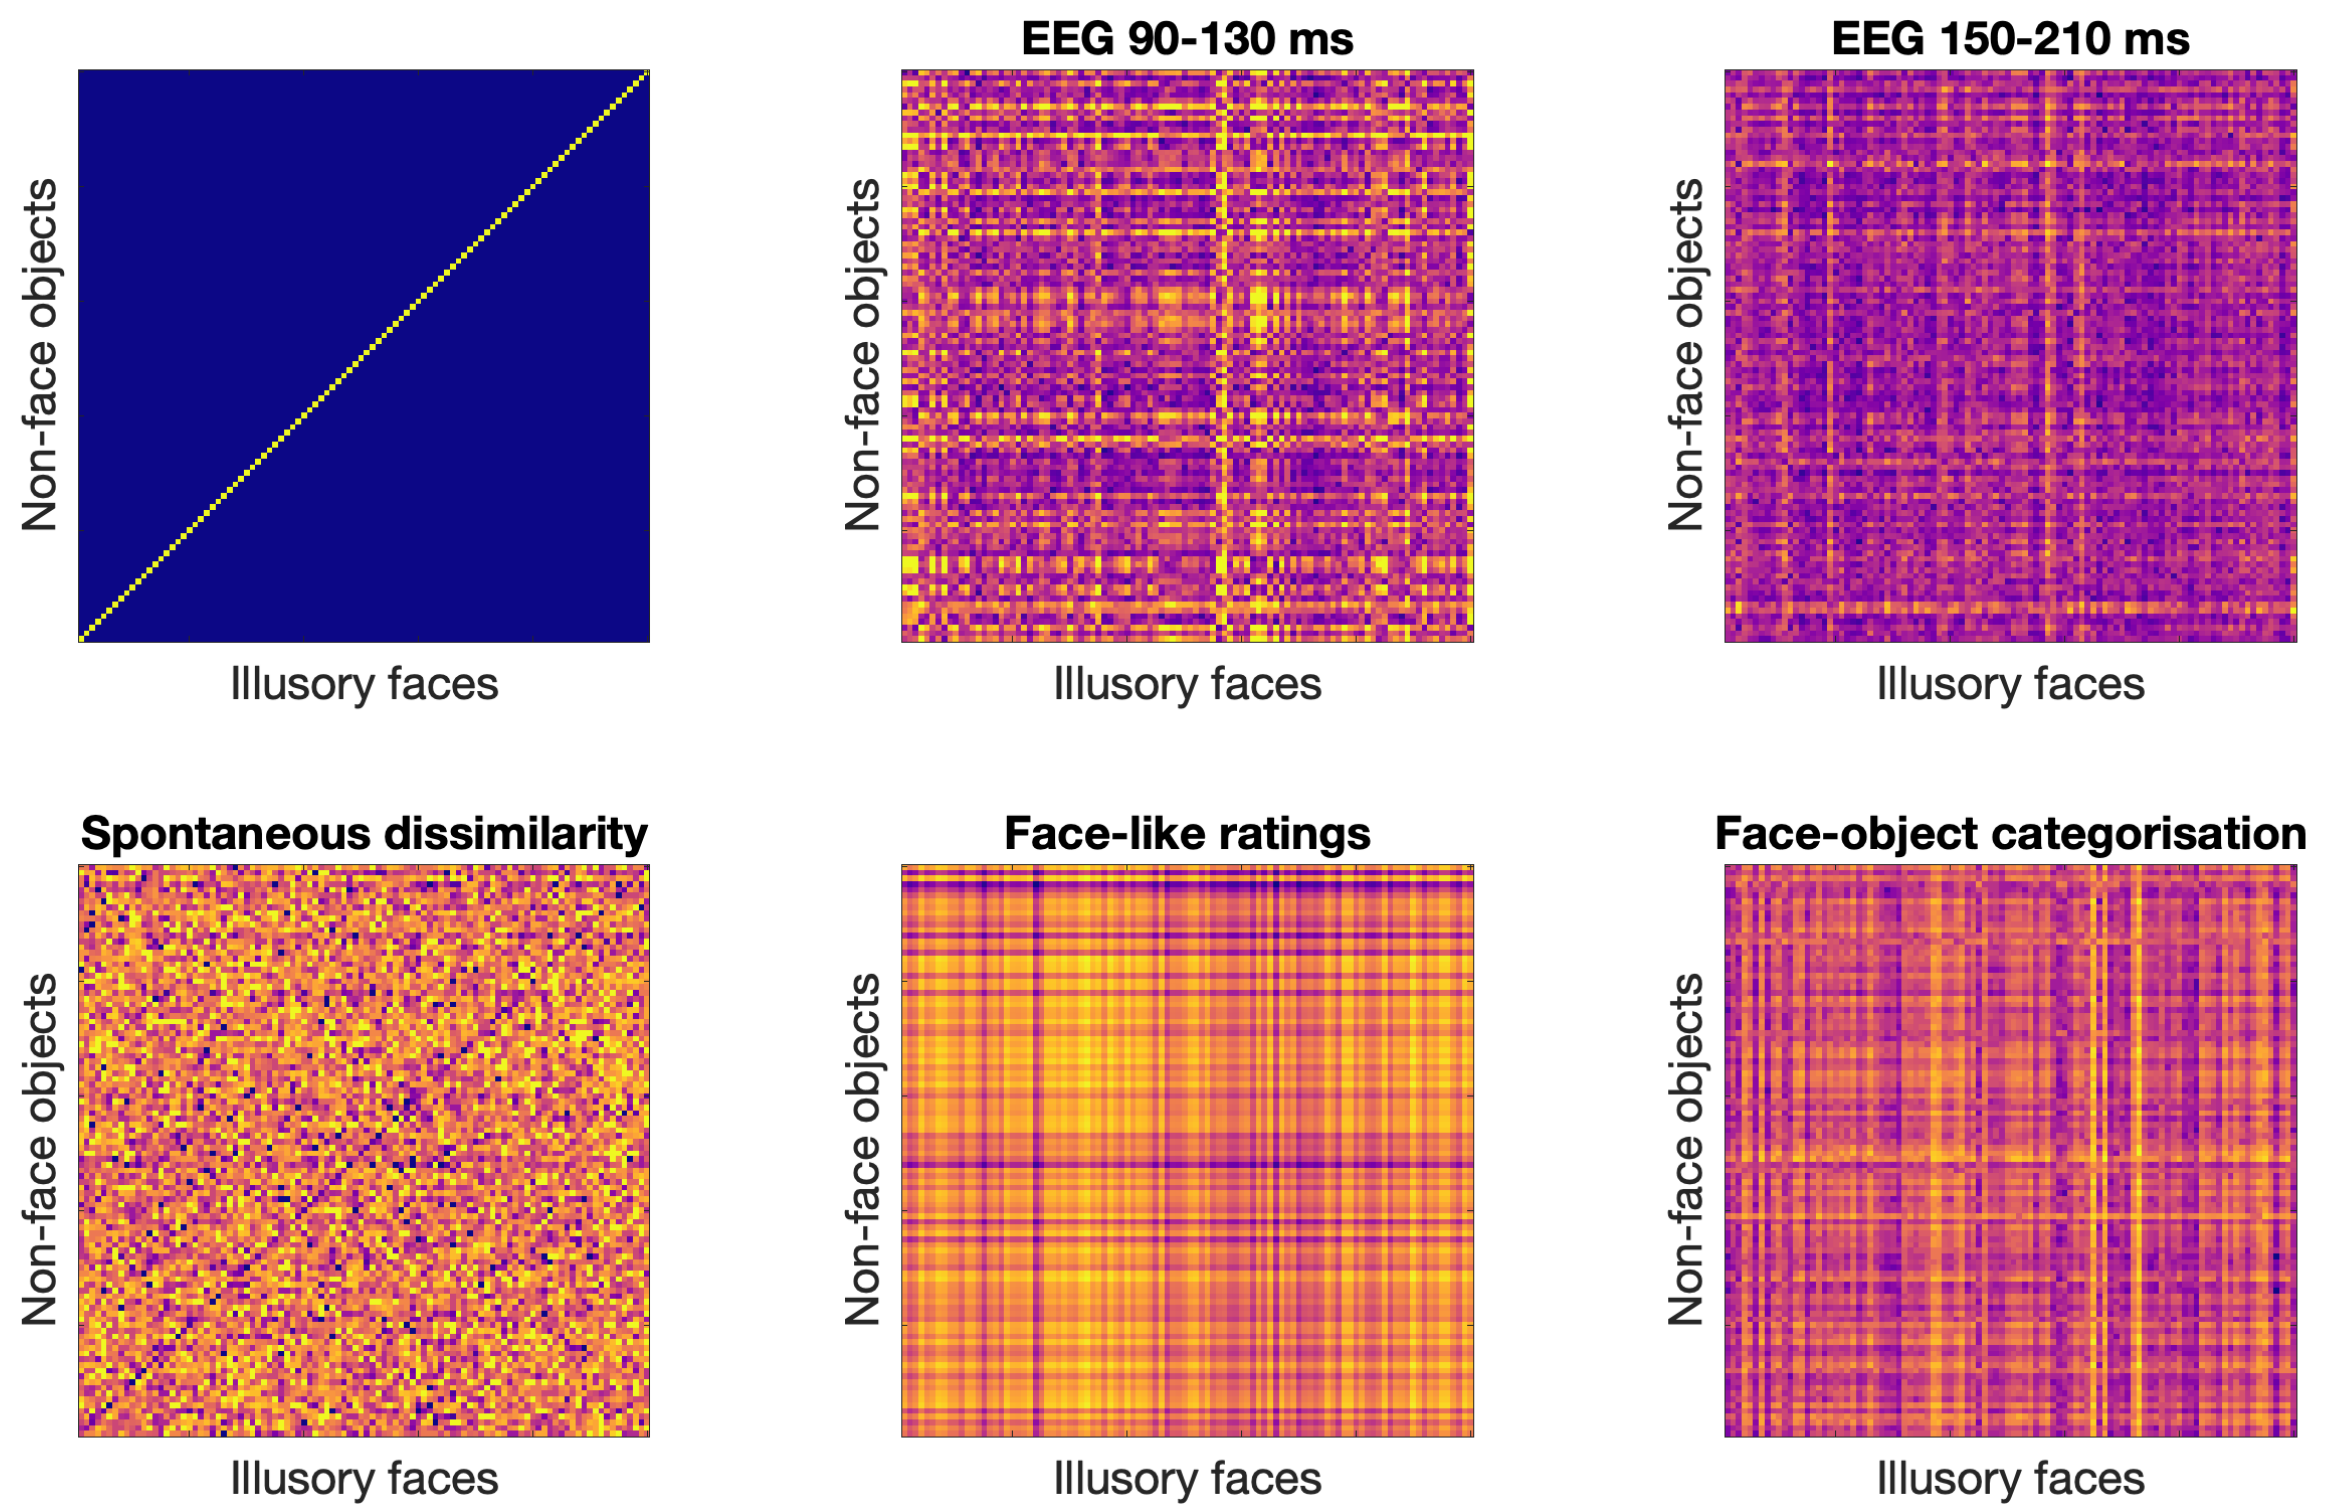 EEG 90-130 ms
EEG 150-210 ms
Non-face objects
Non-face objects
Non-face objects
Illusory faces
Illusory faces
Illusory faces
Spontaneous dissimilarity
Face-like ratings
Face-object categorisation
Non-face objects
Non-face objects
Non-face objects
Illusory faces
Illusory faces
Illusory faces